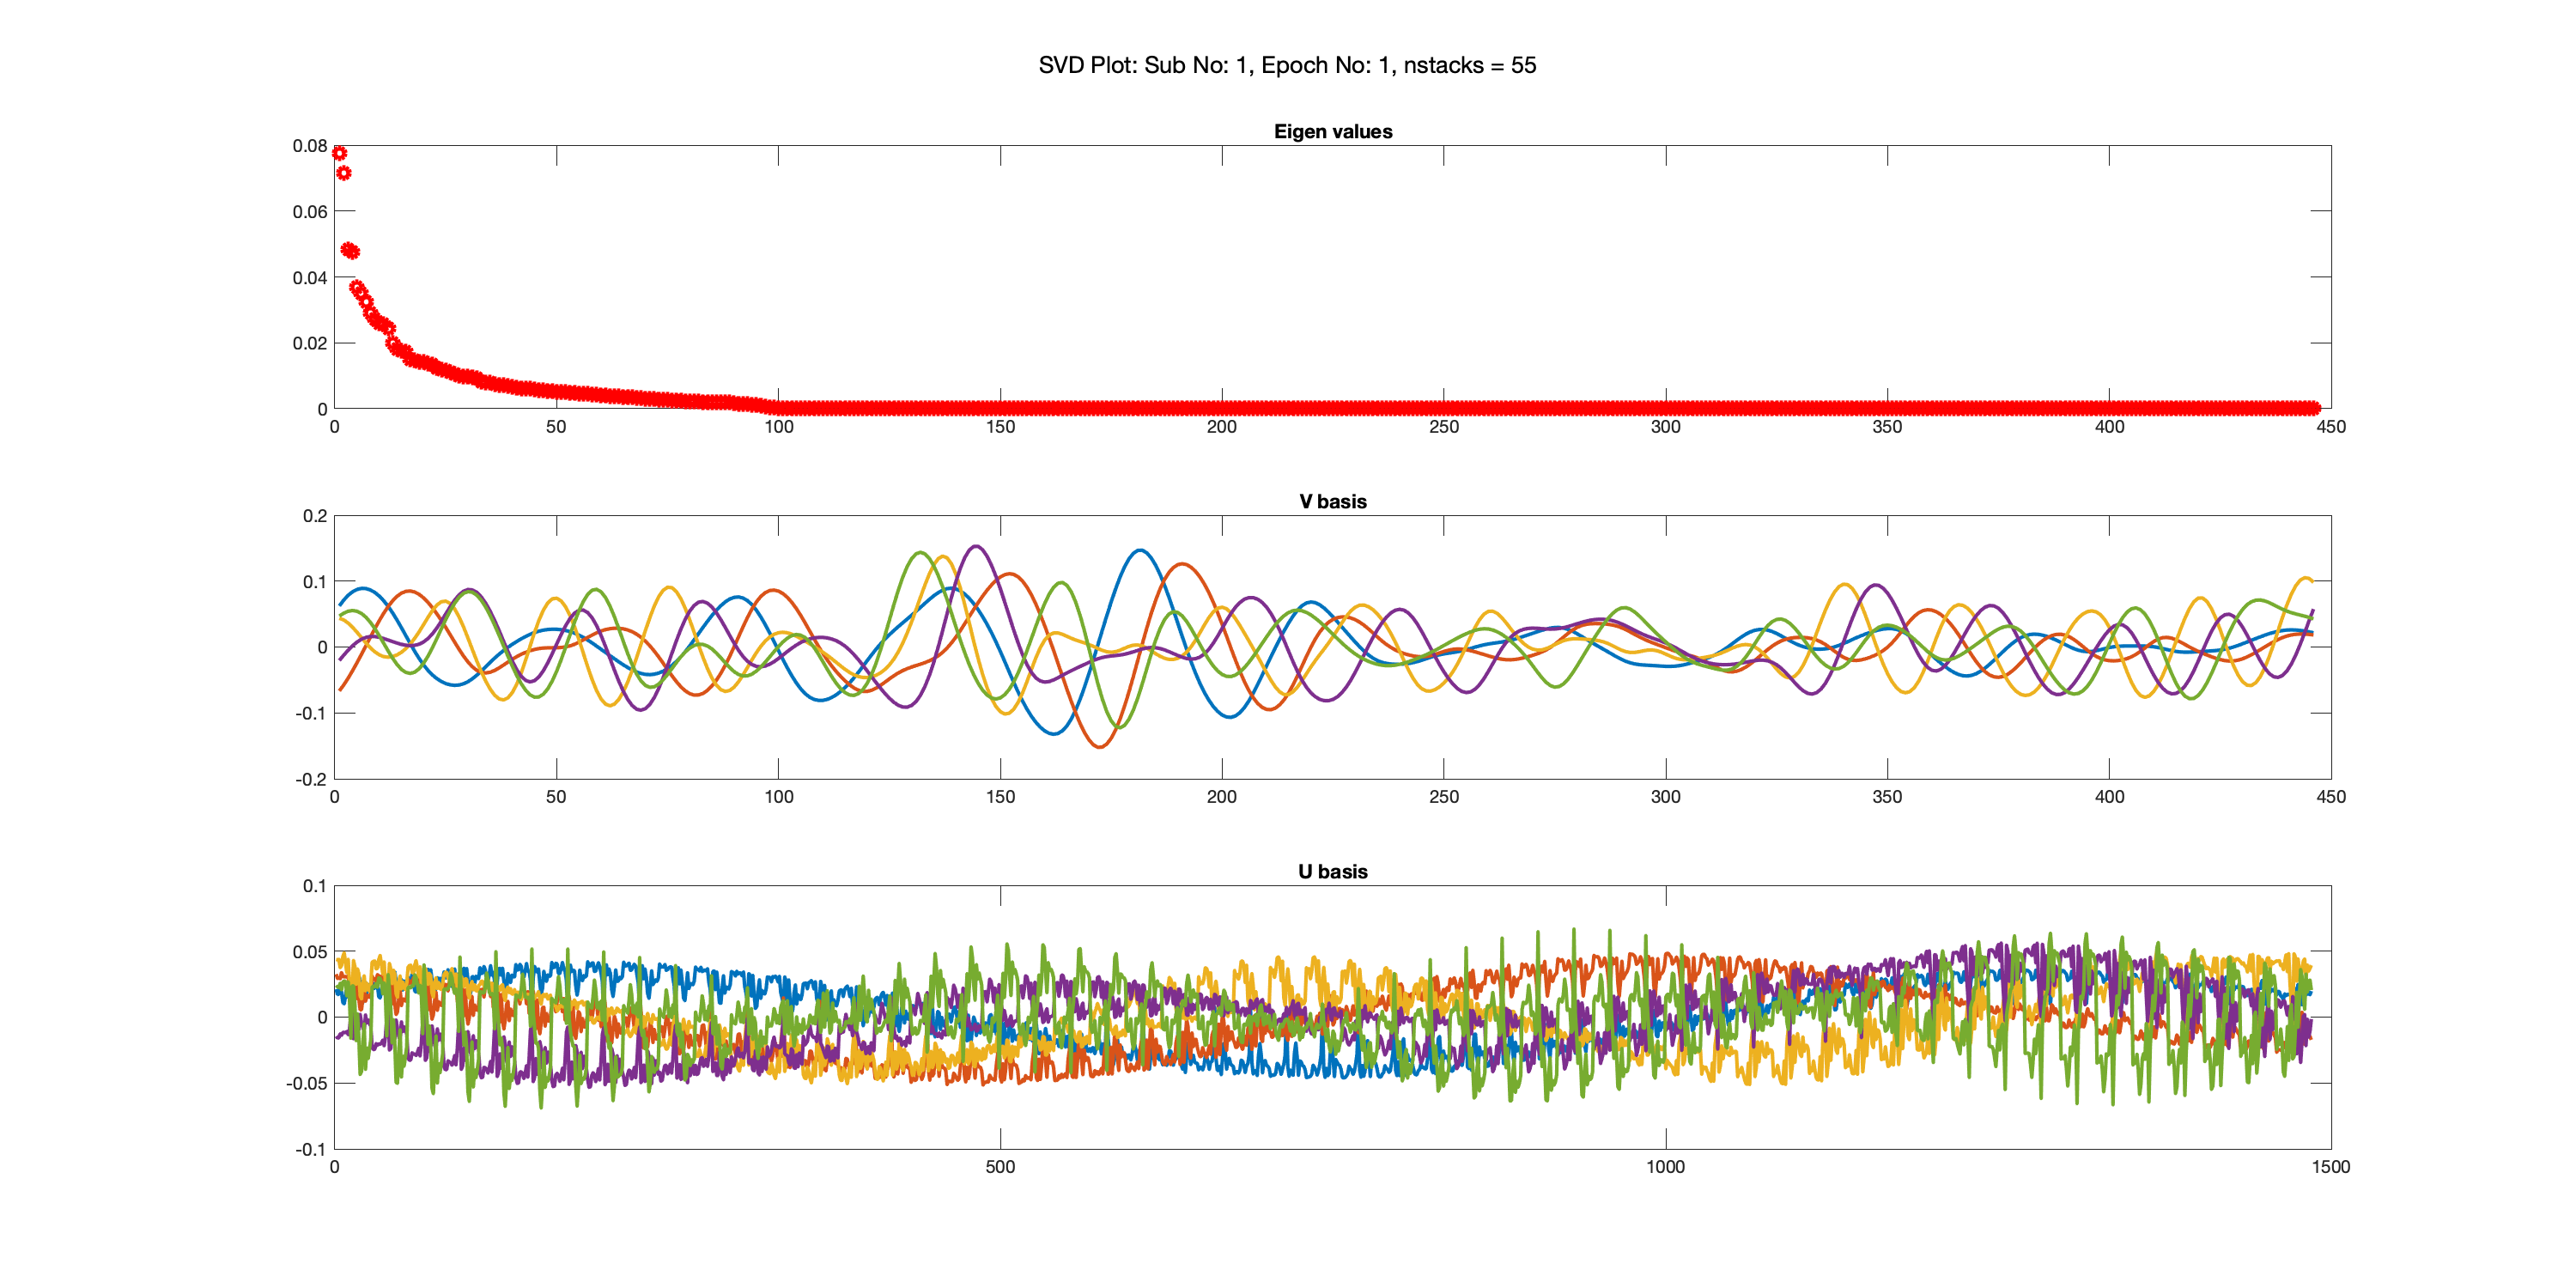 SVD Plot: Sub No: 1, Epoch No: 1, nstacks = 55
Eigen values
0.08
0.06
0.04
0.02
0
0 50 100 150 200 250 300 350 400 450
V basis
0.2
0.1
0
-0.1
-0.2
0 50 100 150 200 250 300 350 400 450
U basis
0.1
0.05
0
-0.05
-0.1
0 500 1000 1500